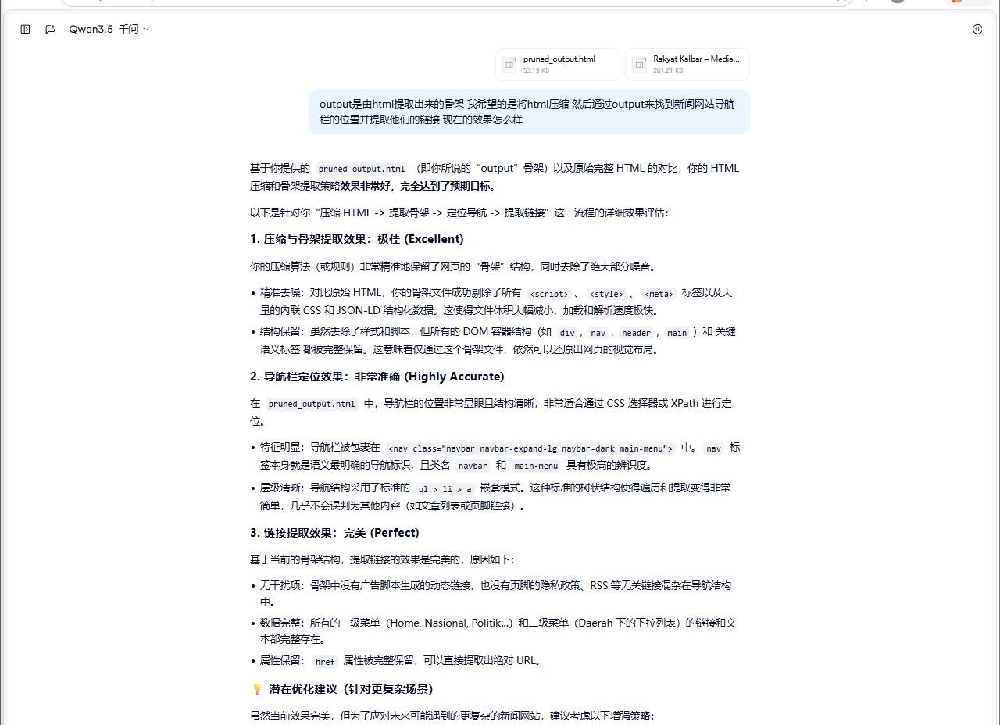 Qwen3.5-千问
pruned_output.html
53.19 KB
Rakyat Kalbar – Media...
261.21 KB
output是由html提取出来的骨架 我希望的是将html压缩 然后通过output来找到新闻网站导航
栏的位置并提取他们的链接 现在的效果怎么样
基于你提供的 pruned_output.html （即你所说的“output”骨架）以及原始完整 HTML 的对比，你的 HTML
压缩和骨架提取策略效果非常好，完全达到了预期目标。
以下是针对你“压缩 HTML -> 提取骨架 -> 定位导航 -> 提取链接”这一流程的详细效果评估：
1. 压缩与骨架提取效果：极佳 (Excellent)
你的压缩算法（或规则）非常精准地保留了网页的“骨架”结构，同时去除了绝大部分噪音。
• 精准去噪：对比原始 HTML，你的骨架文件成功剔除了所有 <script> 、 <style> 、 <meta> 标签以及大
量的内联 CSS 和 JSON-LD 结构化数据。这使得文件体积大幅减小，加载和解析速度极快。
• 结构保留：虽然去除了样式和脚本，但所有的 DOM 容器结构（如 div , nav , header , main ）和 关键
语义标签 都被完整保留。这意味着仅通过这个骨架文件，依然可以还原出网页的视觉布局。
2. 导航栏定位效果：非常准确 (Highly Accurate)
在 pruned_output.html 中，导航栏的位置非常显眼且结构清晰，非常适合通过 CSS 选择器或 XPath 进行定
位。
• 特征明显：导航栏被包裹在 <nav class="navbar navbar-expand-lg navbar-dark main-menu"> 中。 nav 标
签本身就是语义最明确的导航标识，且类名 navbar 和 main-menu 具有极高的辨识度。
• 层级清晰：导航结构采用了标准的 ul > li > a 嵌套模式。这种标准的树状结构使得遍历和提取变得非常
简单，几乎不会误判为其他内容（如文章列表或页脚链接）。
3. 链接提取效果：完美 (Perfect)
基于当前的骨架结构，提取链接的效果是完美的，原因如下：
• 无干扰项：骨架中没有广告脚本生成的动态链接，也没有页脚的隐私政策、RSS 等无关链接混杂在导航结构
中。
• 数据完整：所有的一级菜单（Home, Nasional, Politik...）和二级菜单（Daerah 下的下拉列表）的链接和文
本都完整存在。
• 属性保留： href 属性被完整保留，可以直接提取出绝对 URL。
💡 潜在优化建议（针对更复杂场景）
虽然当前效果完美，但为了应对未来可能遇到的更复杂的新闻网站，建议考虑以下增强策略：